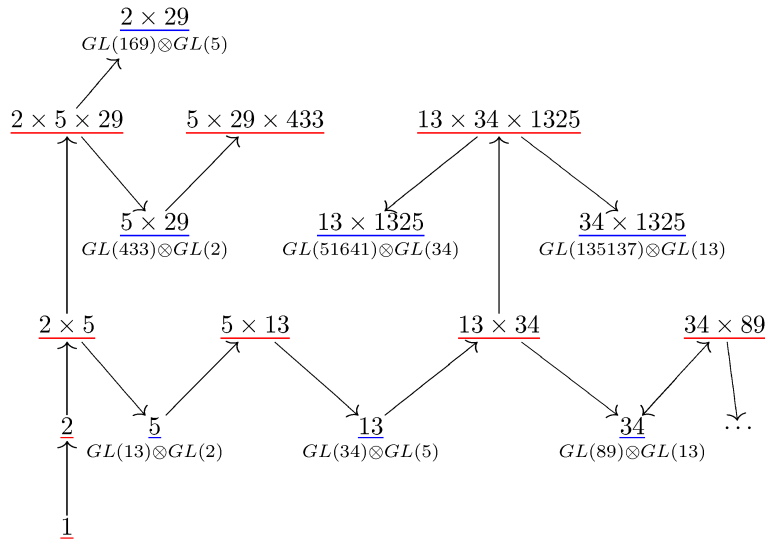 2 × 29
GL(169)⊗GL(5)
2 × 5 × 29
5 × 29 × 433
13 × 34 × 1325
5 × 29
GL(433)⊗GL(2)
13 × 1325
GL(51641)⊗GL(34)
34 × 1325
GL(135137)⊗GL(13)
2 × 5
5 × 13
13 × 34
34 × 89
2
5
GL(13)⊗GL(2)
13
GL(34)⊗GL(5)
34
GL(89)⊗GL(13)
...
1